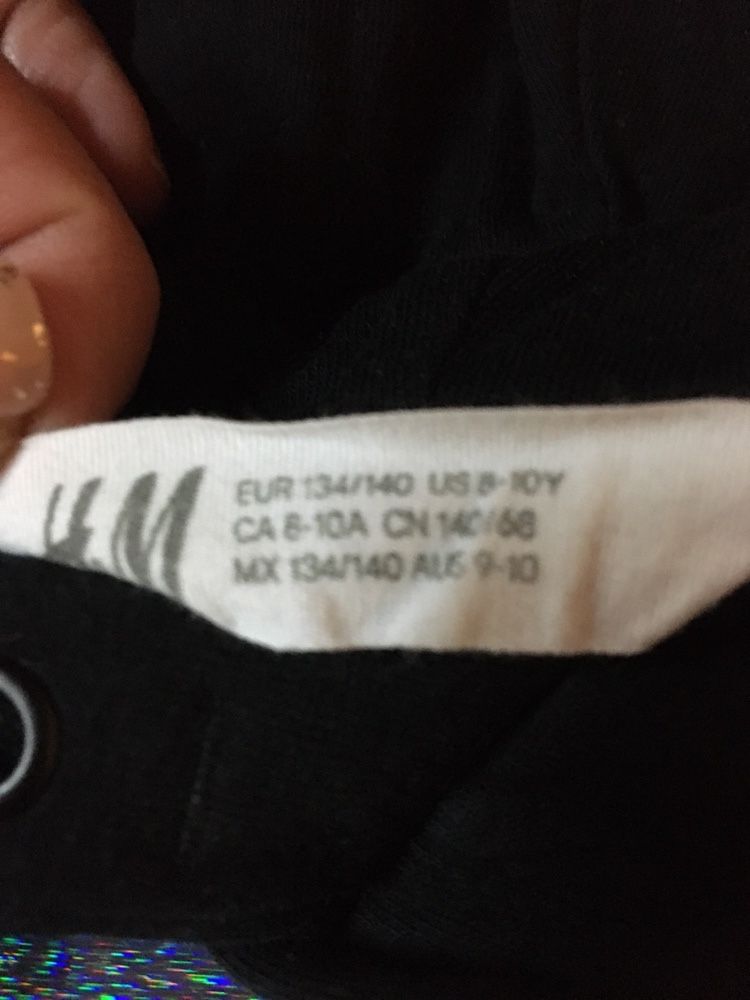 H&M
EUR 134/140 US 8-10Y
CA 8-10A CN 140/68
MX 134/140 AUS 9-10